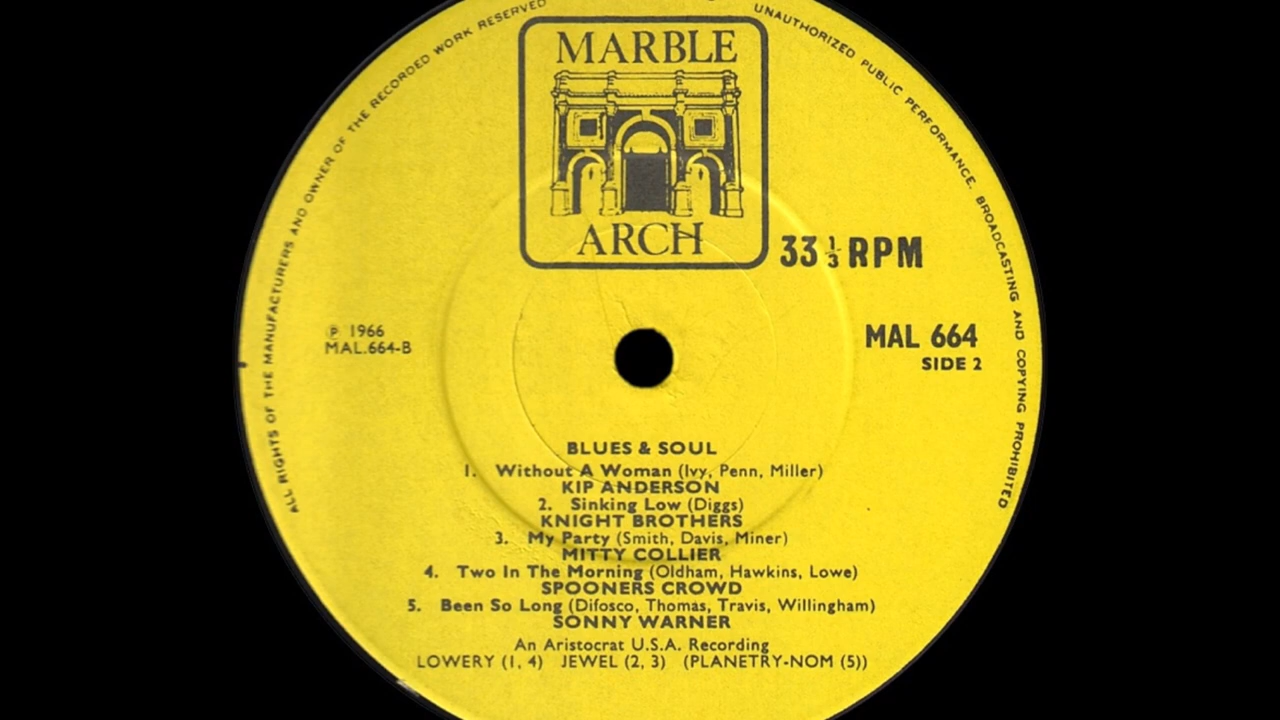 ALL RIGHTS OF THE MANUFACTURERS AND OWNER OF THE RECORDED WORK RESERVED
UNAUTHORIZED PUBLIC PERFORMANCE, BROADCASTING AND COPYING PROHIBITED
MARBLE
ARCH
33 1/3 RPM
℗ 1966
MAL.664-B
MAL 664
SIDE 2
BLUES & SOUL
1. Without A Woman (Ivy, Penn, Miller)
KIP ANDERSON
2. Sinking Low (Diggs)
KNIGHT BROTHERS
3. My Party (Smith, Davis, Miner)
MITTY COLLIER
4. Two In The Morning (Oldham, Hawkins, Lowe)
SPOONERS CROWD
5. Been So Long (Difosco, Thomas, Travis, Willingham)
SONNY WARNER
An Aristocrat U.S.A. Recording
LOWERY (1, 4) JEWEL (2, 3) (PLANETRY-NOM (5))